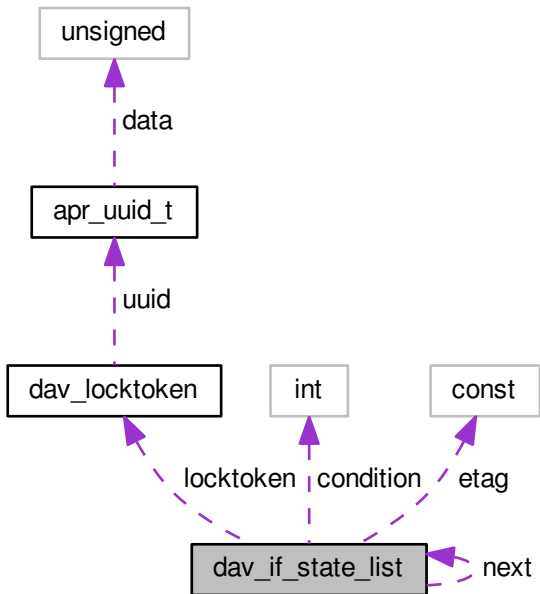 unsigned
data
apr_uuid_t
uuid
dav_locktoken
int
const
locktoken
condition
etag
dav_if_state_list
next